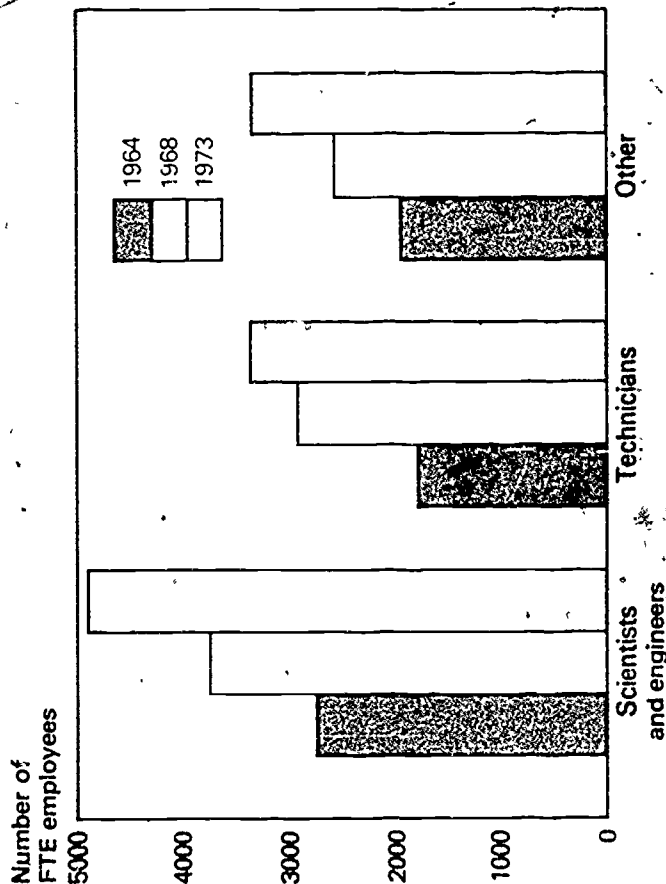 Number of
FTE employees
5000
4000
3000
2000
1000
0
1964
1968
1973
Scientists
and engineers
Technicians
Other